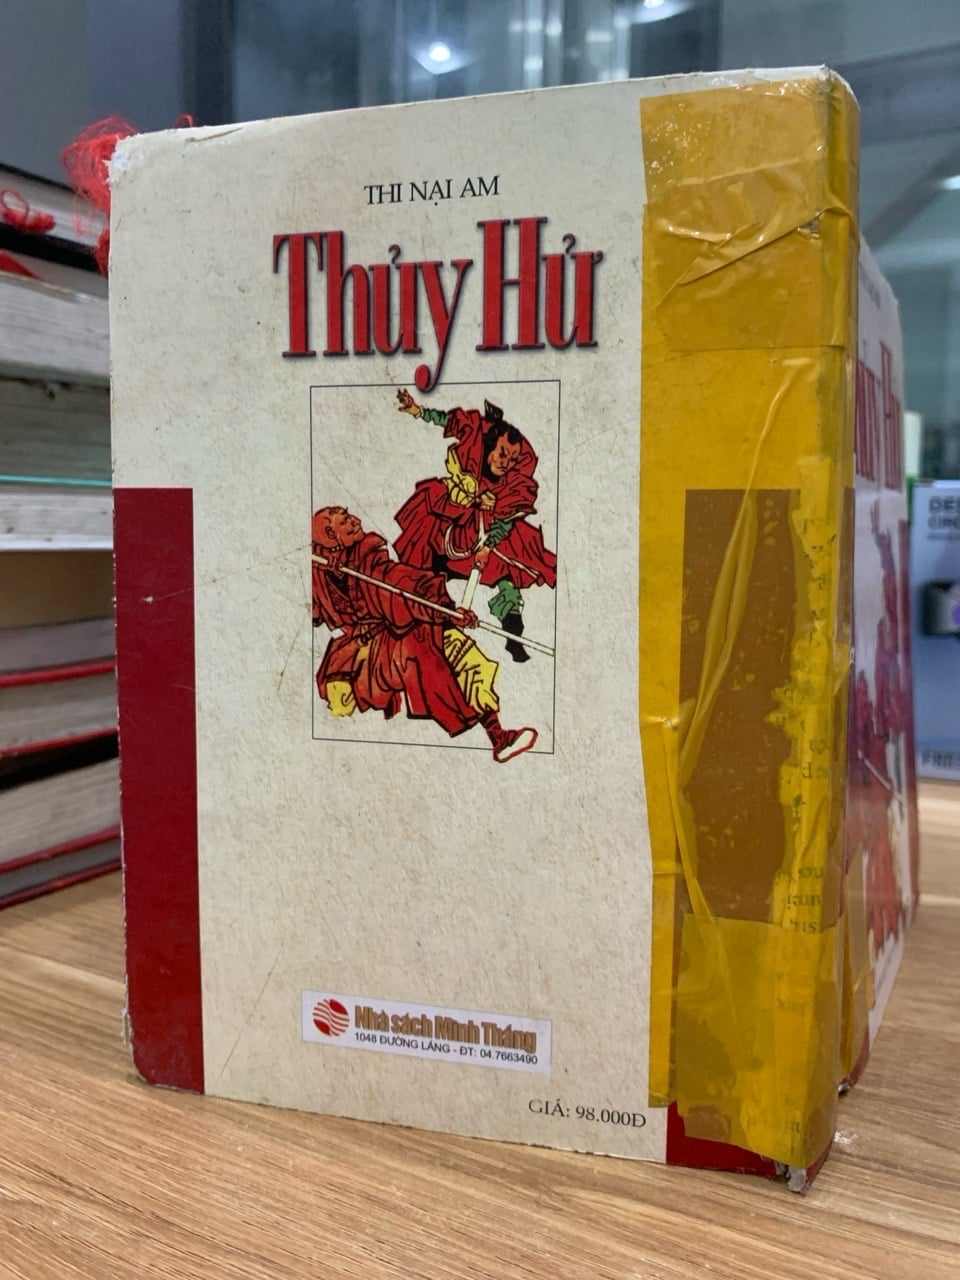 THI NẠI AM
Thủy Hử
Nhà sách Minh Thắng
1048 ĐƯỜNG LÁNG - ĐT: 04.7663490
GIÁ: 98.000Đ